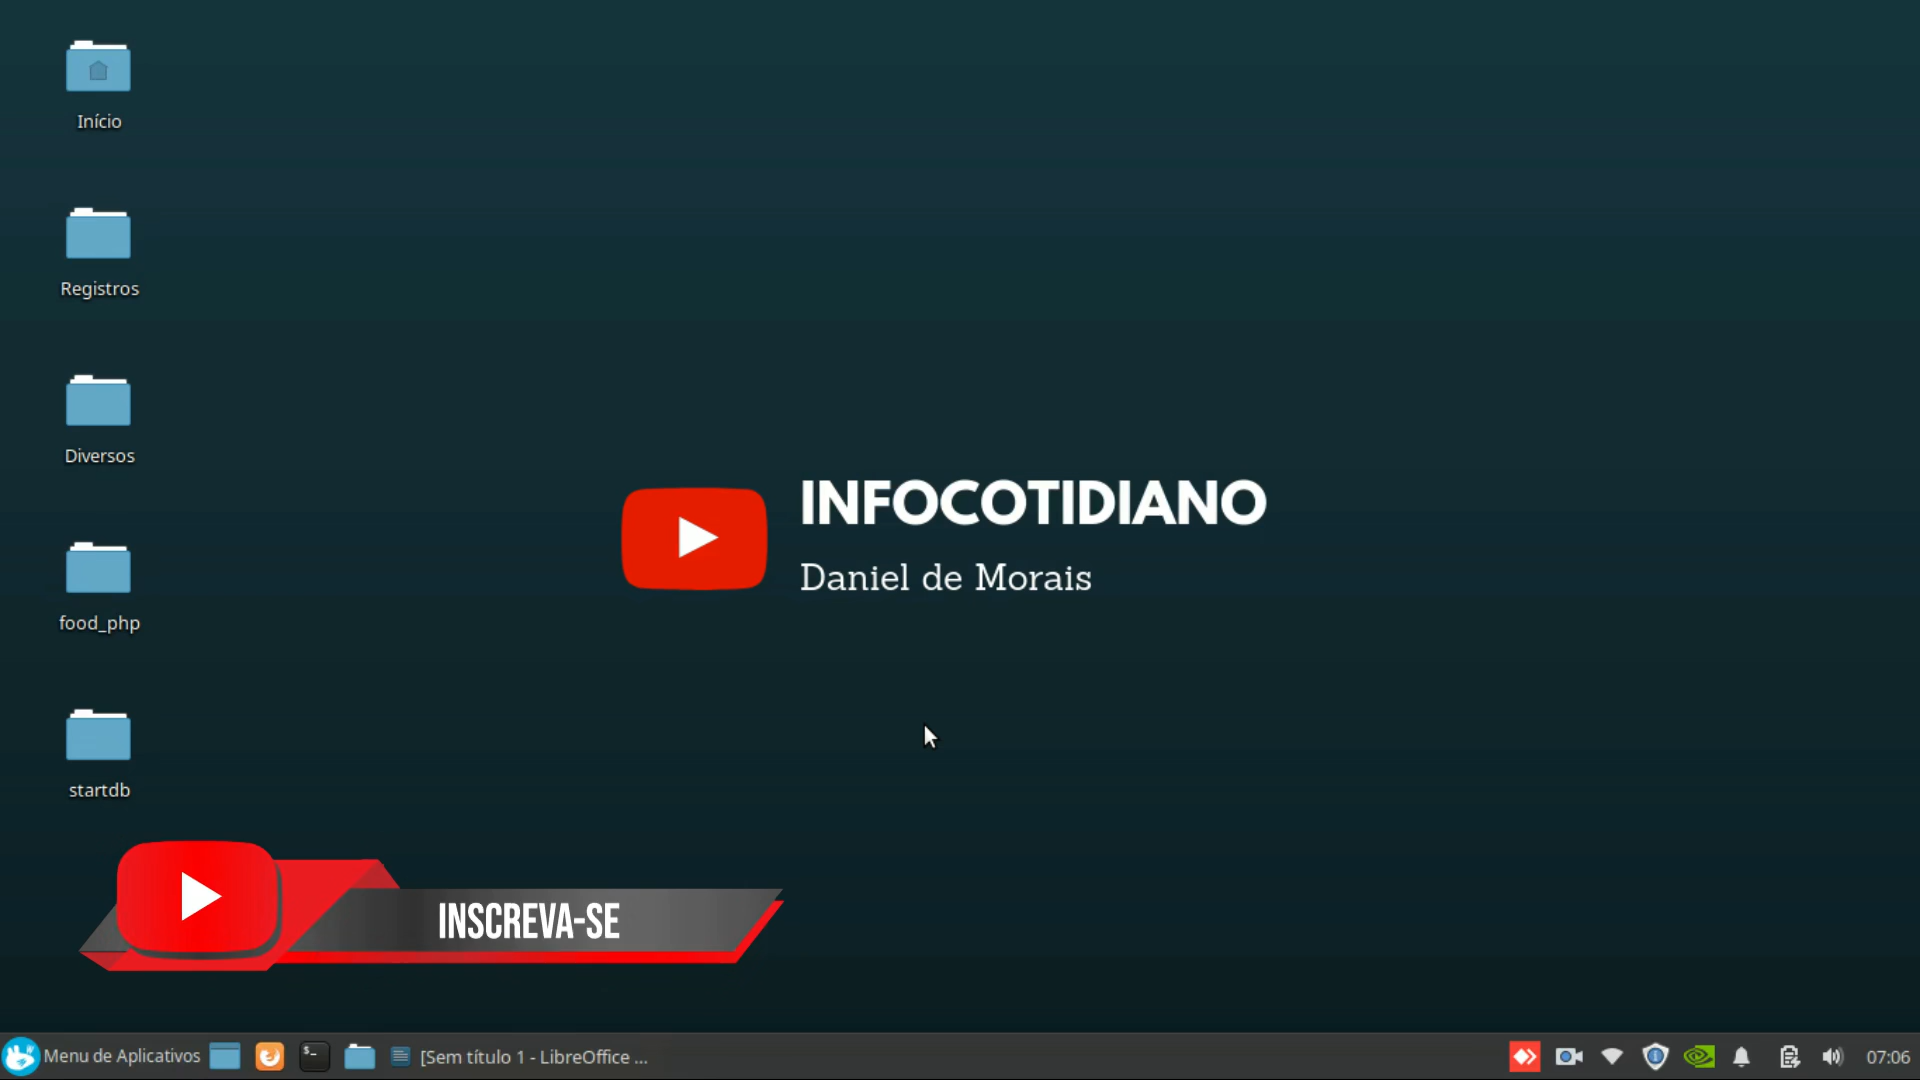 Início
Registros
Diversos
food_php
startdb
INFOCOTIDIANO
Daniel de Morais
INSCREVA-SE
Menu de Aplicativos
$-
[Sem título 1 - LibreOffice ...
07:06